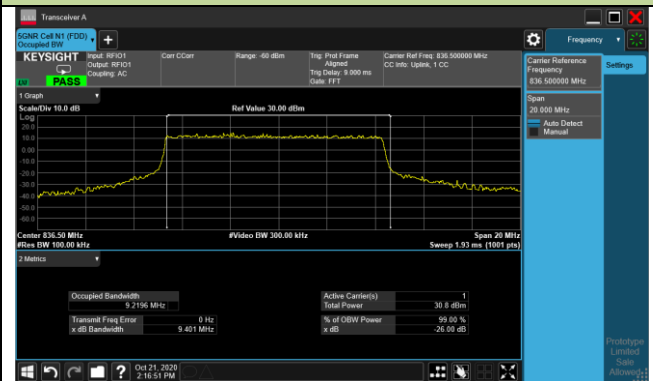 Transceiver A
5GNR Cell N1 (FDD)
Occupied BW
Frequency
KEYSIGHT
Input: RFIO1
Output: RFIO1
Coupling: AC
Corr CCorr
Range: -60 dBm
Trig: Prot Frame
Aligned
Trig Delay: 9.000 ms
Gate: FFT
Carrier Ref Freq: 836.500000 MHz
CC Info: Uplink, 1 CC
PASS
Carrier Reference
Frequency
836.500000 MHz
Settings
Span
20.000 MHz
Auto Detect
Manual
1 Graph
Scale/Div 10.0 dB
Ref Value 30.00 dBm
Log
20.0
10.0
0.00
-10.0
-20.0
-30.0
-40.0
-50.0
-60.0
Center 836.50 MHz
#Video BW 300.00 kHz
Span 20 MHz
#Res BW 100.00 kHz
Sweep 1.93 ms (1001 pts)
2 Metrics
Occupied Bandwidth
9.2196 MHz
Active Carrier(s) 1
Total Power 30.8 dBm
Transmit Freq Error 0 Hz
x dB Bandwidth 9.401 MHz
% of OBW Power 99.00 %
x dB -26.00 dB
Oct 21, 2020
2:16:51 PM
Prototype
Limited
Sale
Allowed